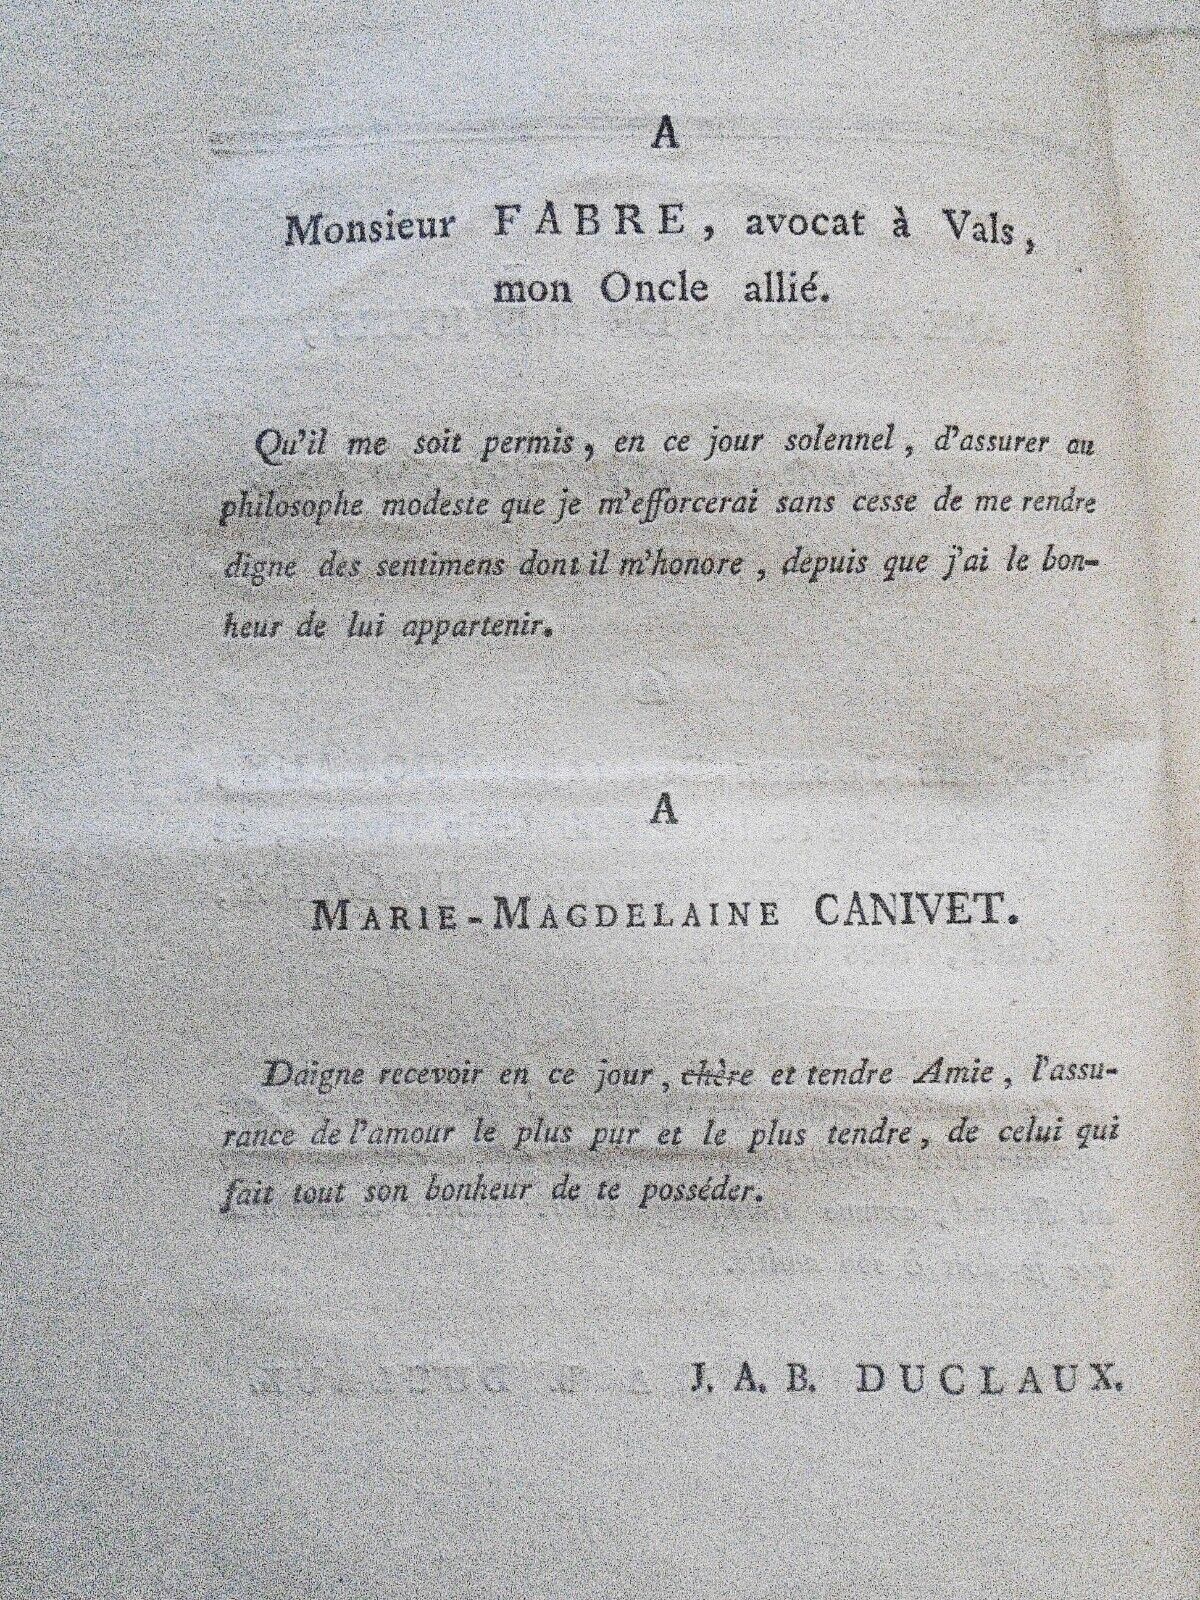 A
Monsieur FABRE, avocat à Vals,
mon Oncle allié.
Qu'il me soit permis, en ce jour solennel, d'assurer au
philosophe modeste que je m'efforcerai sans cesse de me rendre
digne des sentimens dont il m'honore, depuis que j'ai le bon-
heur de lui appartenir.
A
MARIE-MAGDELAINE CANIVET.
Daigne recevoir en ce jour, chère et tendre Amie, l'assu-
rance de l'amour le plus pur et le plus tendre, de celui qui
fait tout son bonheur de te posséder.
J. A. B. DUCLAUX.